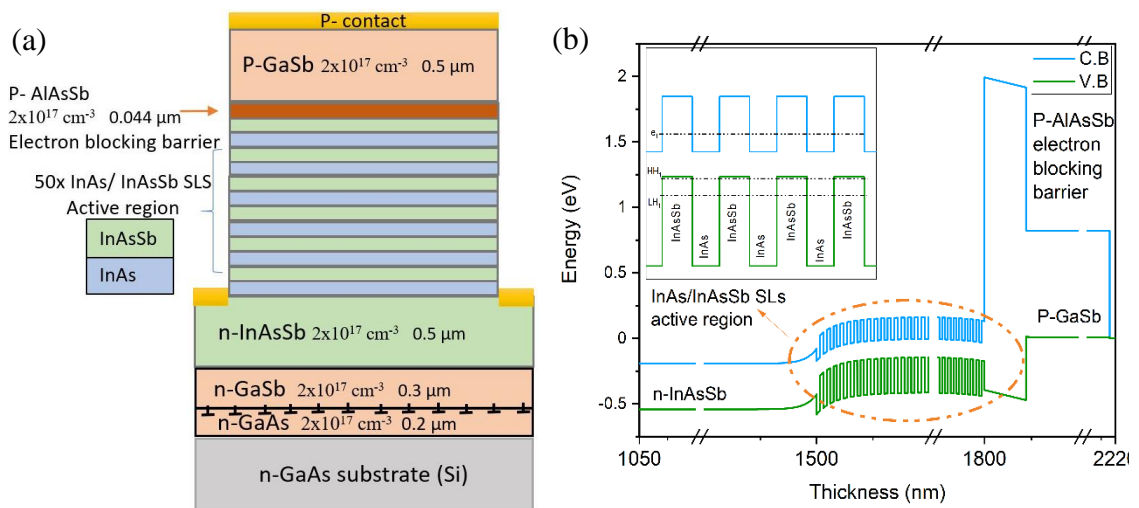 (a)
P- contact
P-GaSb 2x10¹⁷ cm⁻³ 0.5 µm
P- AlAsSb
2x10¹⁷ cm⁻³ 0.044 µm
Electron blocking barrier
50x InAs/ InAsSb SLS
Active region
InAsSb
InAs
n-InAsSb 2x10¹⁷ cm⁻³ 0.5 µm
n-GaSb 2x10¹⁷ cm⁻³ 0.3 µm
n-GaAs 2x10¹⁷ cm⁻³ 0.2 µm
n-GaAs substrate (Si)
(b)
C.B
V.B
2
1.5
1
0.5
0
-0.5
Energy (eV)
e₁
HH₁
LH₁
InAsSb
InAs
InAsSb
InAs
InAsSb
InAs
InAsSb
P-AlAsSb
electron
blocking
barrier
InAs/InAsSb SLs
active region
P-GaSb
n-InAsSb
1050
1500
1800
2220
Thickness (nm)